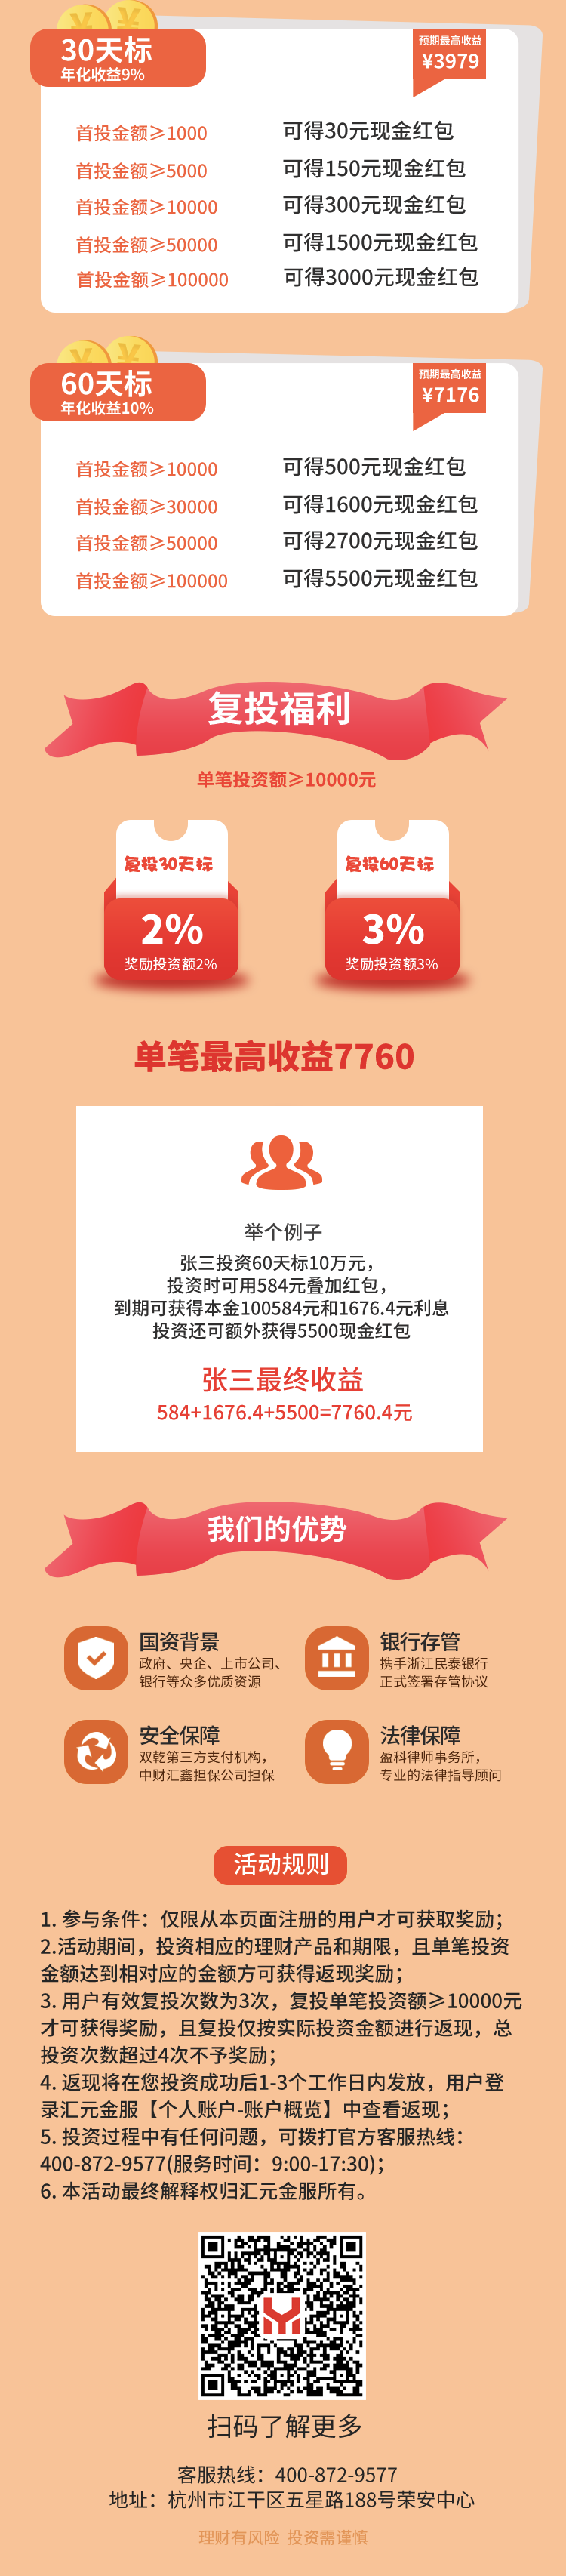 30天标
年化收益9%
预期最高收益
¥3979
首投金额≥1000 可得30元现金红包
首投金额≥5000 可得150元现金红包
首投金额≥10000 可得300元现金红包
首投金额≥50000 可得1500元现金红包
首投金额≥100000 可得3000元现金红包
60天标
年化收益10%
预期最高收益
¥7176
首投金额≥10000 可得500元现金红包
首投金额≥30000 可得1600元现金红包
首投金额≥50000 可得2700元现金红包
首投金额≥100000 可得5500元现金红包
复投福利
单笔投资额≥10000元
复投30天标
2%
奖励投资额2%
复投60天标
3%
奖励投资额3%
单笔最高收益7760
举个例子
张三投资60天标10万元，
投资时可用584元叠加红包，
到期可获得本金100584元和1676.4元利息
投资还可额外获得5500现金红包
张三最终收益
584+1676.4+5500=7760.4元
我们的优势
国资背景
政府、央企、上市公司、
银行等众多优质资源
银行存管
携手浙江民泰银行
正式签署存管协议
安全保障
双乾第三方支付机构，
中财汇鑫担保公司担保
法律保障
盈科律师事务所，
专业的法律指导顾问
活动规则
1. 参与条件：仅限从本页面注册的用户才可获取奖励；
2.活动期间，投资相应的理财产品和期限，且单笔投资
金额达到相对应的金额方可获得返现奖励；
3. 用户有效复投次数为3次，复投单笔投资额≥10000元
才可获得奖励，且复投仅按实际投资金额进行返现，总
投资次数超过4次不予奖励；
4. 返现将在您投资成功后1-3个工作日内发放，用户登
录汇元金服【个人账户-账户概览】中查看返现；
5. 投资过程中有任何问题，可拨打官方客服热线：
400-872-9577(服务时间：9:00-17:30)；
6. 本活动最终解释权归汇元金服所有。
扫码了解更多
客服热线：400-872-9577
地址：杭州市江干区五星路188号荣安中心
理财有风险 投资需谨慎